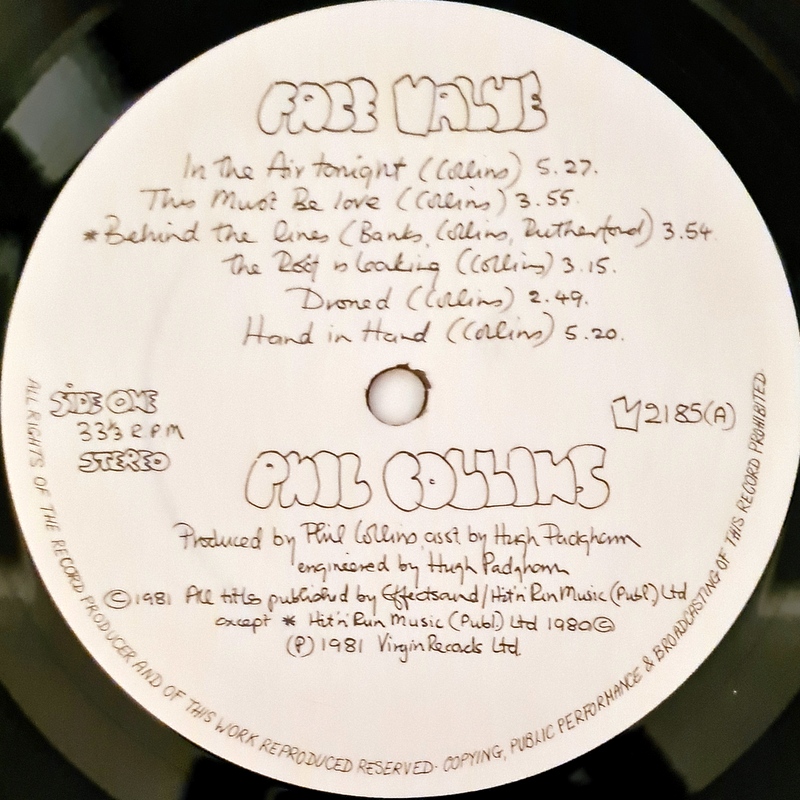 FACE VALUE
In the Air tonight (Collins) 5.27.
This Must Be love (Collins) 3.55.
*Behind the lines (Banks, Collins, Rutherford) 3.54.
the Roof is leaking (Collins) 3.15.
Droned (Collins) 2.49.
Hand in Hand (Collins) 5.20.
SIDE ONE
33⅓ R P M
STEREO
V2185(A)
PHIL COLLINS
Produced by Phil Collins, asst by Hugh Padgham
engineered by Hugh Padgham
©1981 All titles published by Effectsound/Hit'n'Run Music (Publ) Ltd
except * Hit'n'Run Music (Publ) Ltd 1980©
(P) 1981 Virgin Records Ltd.
ALL RIGHTS OF THE RECORD PRODUCER AND OF THIS WORK REPRODUCED RESERVED. COPYING, PUBLIC PERFORMANCE & BROADCASTING OF THIS RECORD PROHIBITED.